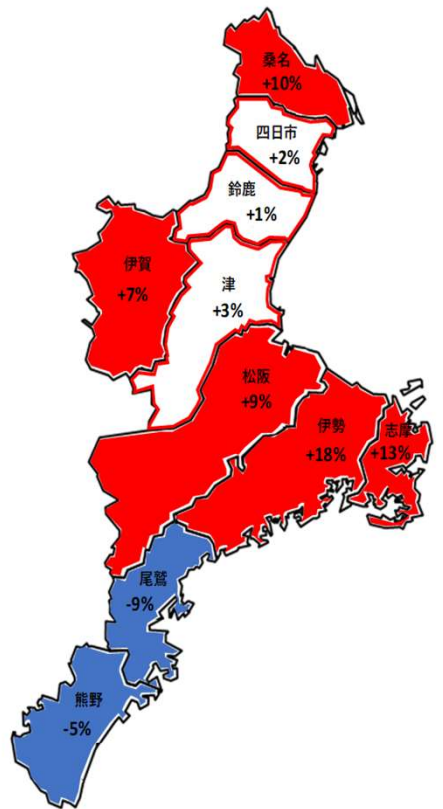 桑名
+10%
四日市
+2%
鈴鹿
+1%
伊賀
+7%
津
+3%
松阪
+9%
伊勢
+18%
志摩
+13%
尾鷲
-9%
熊野
-5%